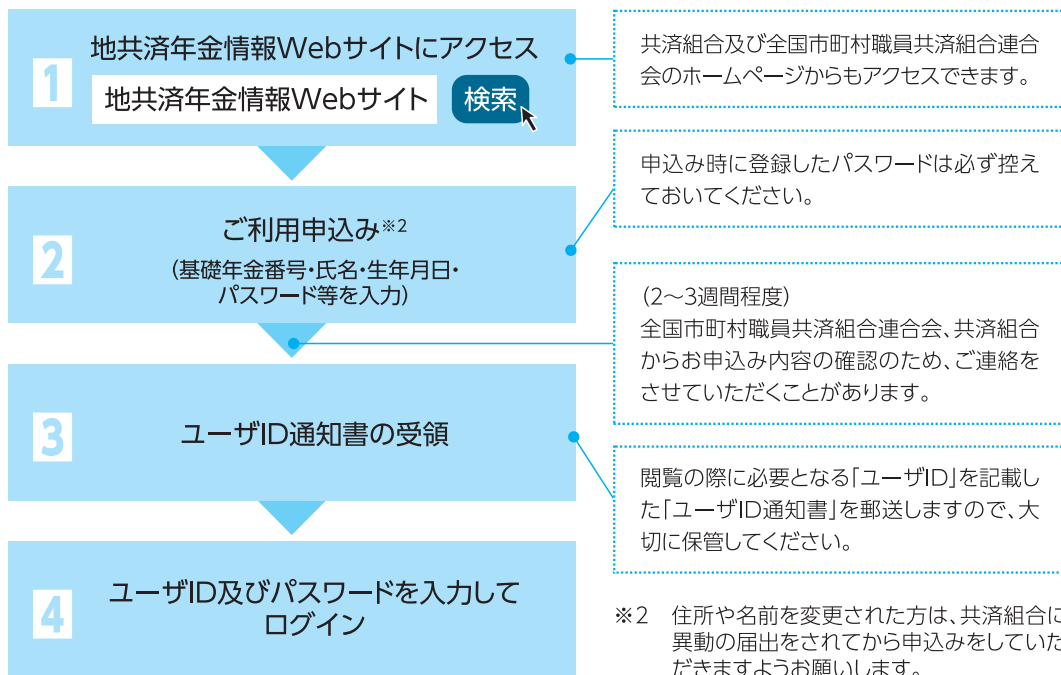 1
地共済年金情報Webサイトにアクセス
地共済年金情報Webサイト 検索
共済組合及び全国市町村職員共済組合連合
会のホームページからもアクセスできます。
2
ご利用申込み※2
(基礎年金番号・氏名・生年月日・
パスワード等を入力)
申込み時に登録したパスワードは必ず控え
ておいてください。
(2〜3週間程度)
全国市町村職員共済組合連合会、共済組合
からお申込み内容の確認のため、ご連絡を
させていただくことがあります。
3
ユーザID通知書の受領
閲覧の際に必要となる「ユーザID」を記載し
た「ユーザID通知書」を郵送しますので、大
切に保管してください。
4
ユーザID及びパスワードを入力して
ログイン
※2 住所や名前を変更された方は、共済組合に
異動の届出をされてから申込みをしていた
だきますようお願いします。